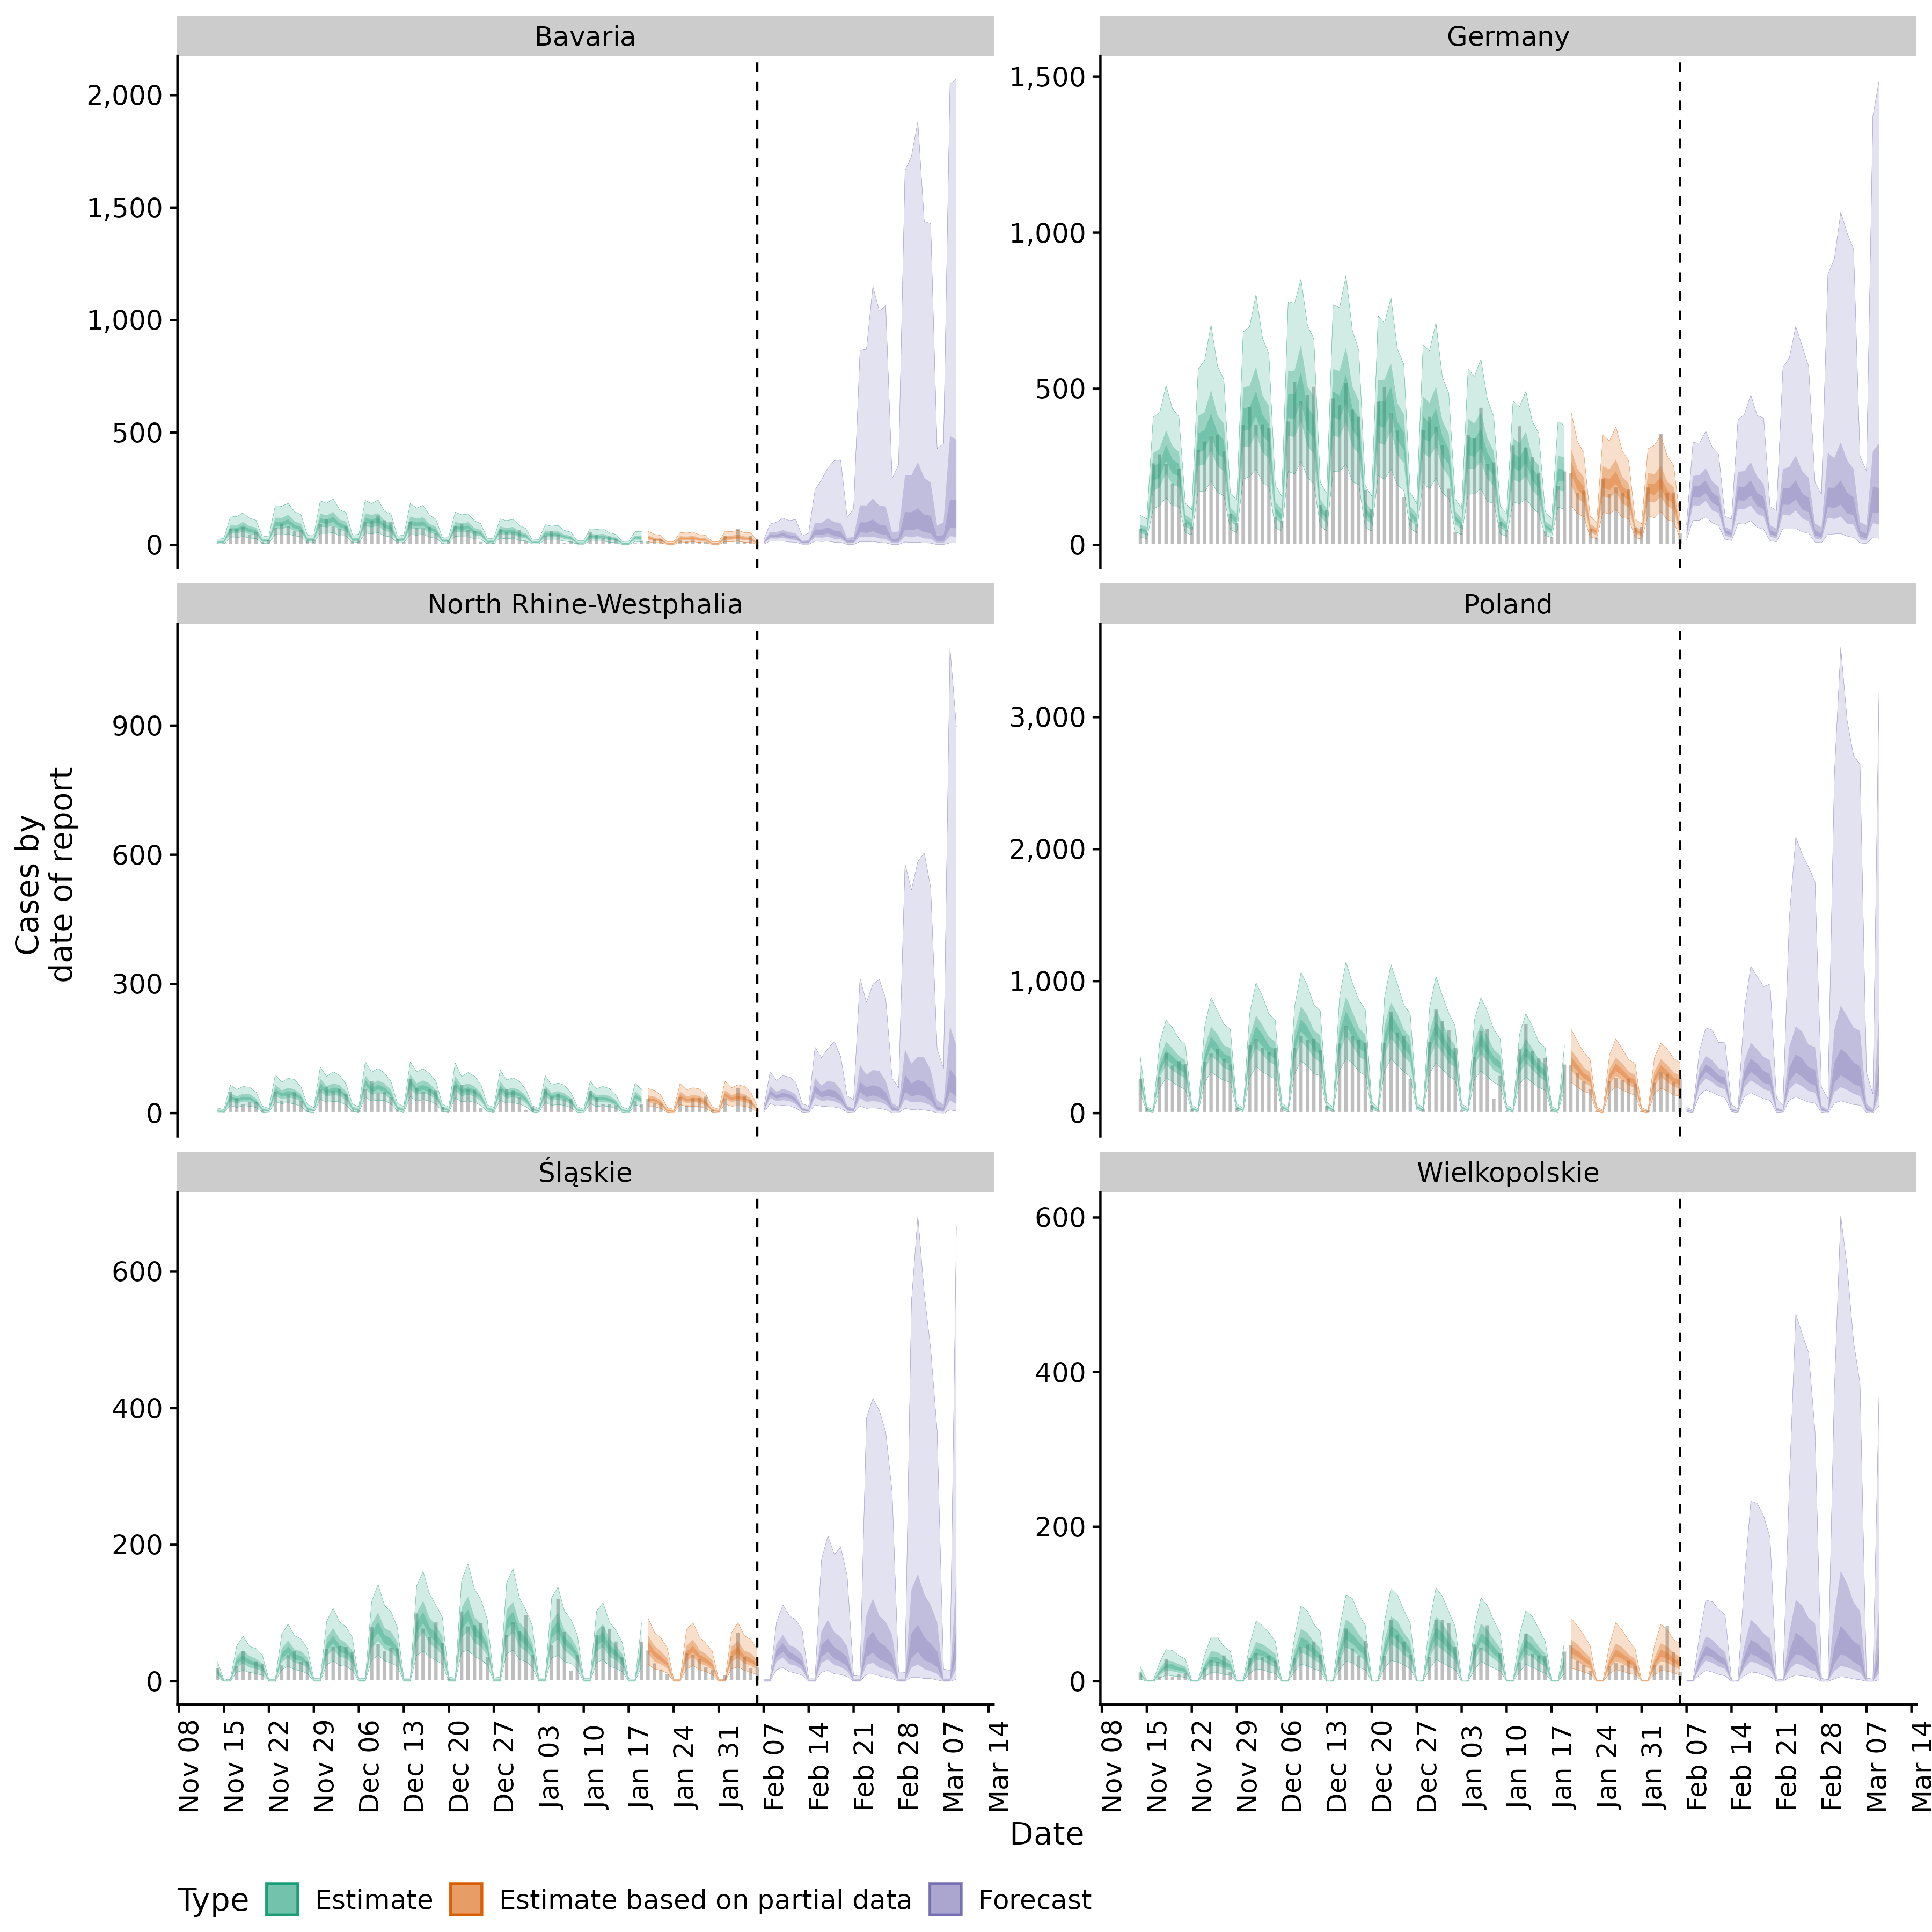 Bavaria
Germany
2,000
1,500
1,000
500
0
1,500
1,000
500
0
North Rhine-Westphalia
Poland
900
600
300
0
3,000
2,000
1,000
0
Cases by
date of report
Śląskie
Wielkopolskie
600
400
200
0
600
400
200
0
Nov 08
Nov 15
Nov 22
Nov 29
Dec 06
Dec 13
Dec 20
Dec 27
Jan 03
Jan 10
Jan 17
Jan 24
Jan 31
Feb 07
Feb 14
Feb 21
Feb 28
Mar 07
Mar 14
Nov 08
Nov 15
Nov 22
Nov 29
Dec 06
Dec 13
Dec 20
Dec 27
Jan 03
Jan 10
Jan 17
Jan 24
Jan 31
Feb 07
Feb 14
Feb 21
Feb 28
Mar 07
Mar 14
Date
Type Estimate Estimate based on partial data Forecast